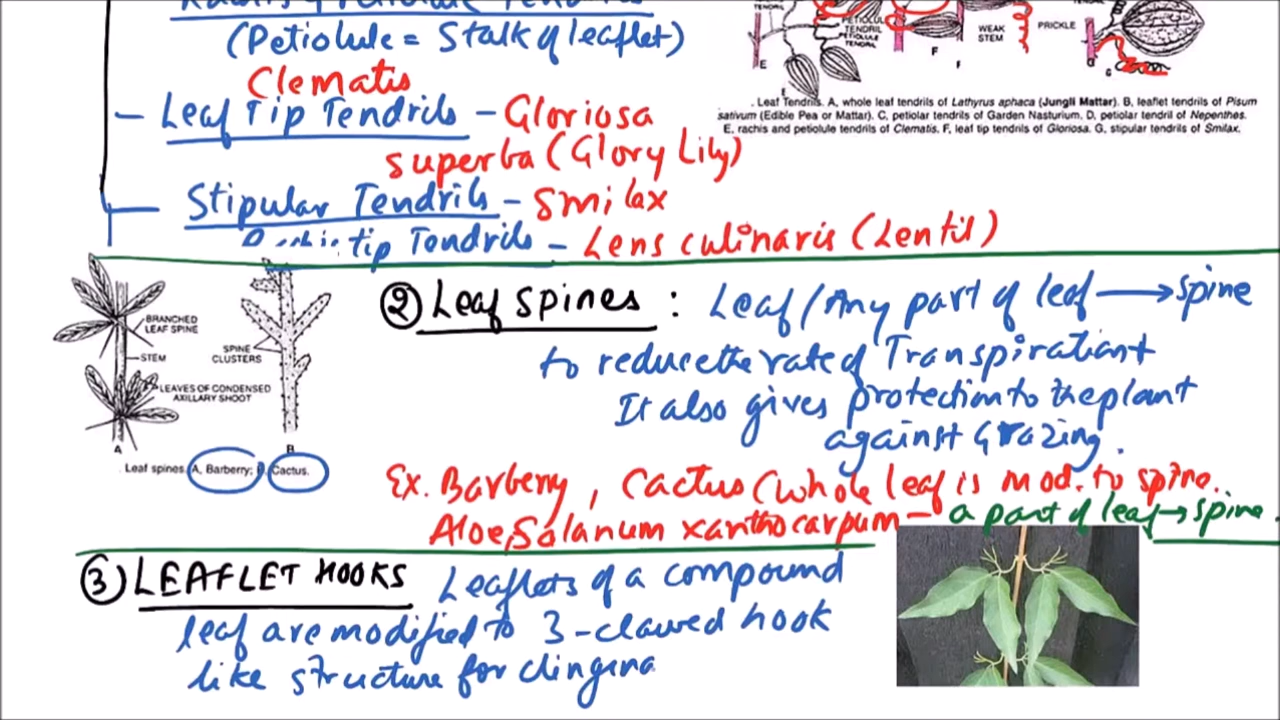 (Petiolule = Stalk of leaflet)
Clematis
Leaf Tip Tendrils - Gloriosa
superba (Glory Lily)
Stipular Tendrils - Smilax
tip Tendrils - Lens culinaris (Lentil)
TENDRIL
PETIOLULE
TENDRIL
E
F
F
WEAK
STEM
PRICKLE
G
G
Leaf Tendrils. A, whole leaf tendrils of Lathyrus aphaca (Jungli Mattar). B, leaflet tendrils of Pisum
sativum (Edible Pea or Mattar). C, petiolar tendrils of Garden Nasturium. D, petiolar tendril of Nepenthes.
E, rachis and petiolule tendrils of Clematis. F, leaf tip tendrils of Gloriosa. G, stipular tendrils of Smilax.
BRANCHED
LEAF SPINE
STEM
SPINE
CLUSTERS
LEAVES OF CONDENSED
AXILLARY SHOOT
A
B
Leaf spines. A, Barberry; Cactus.
② Leaf Spines : Leaf/Any part of leaf → spine
to reduce the rate of Transpiration
It also gives protection to the plant
against Grazing.
Ex. Barberry, Cactus (whole leaf is mod. to spine.
Aloe, Solanum xanthocarpum - a part of leaf → spine
③ LEAFLET HOOKS Leaflets of a compound
leaf are modified to 3-clawed hook
like structure for clinging